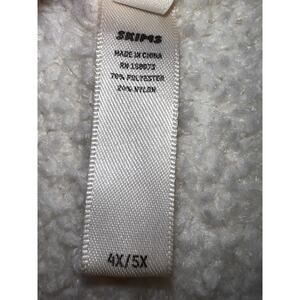 SKIMS
MADE IN CHINA
RN 158073
76% POLYESTER
24% NYLON
4X/5X